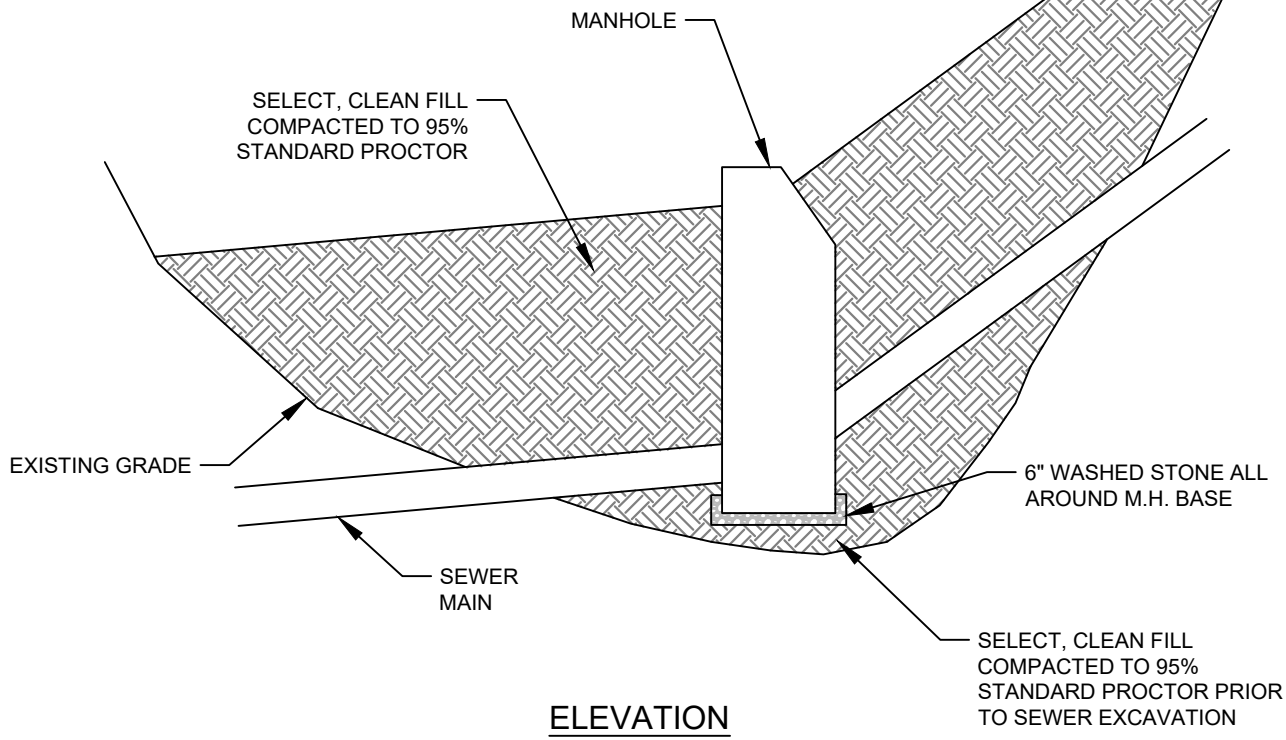 MANHOLE
SELECT, CLEAN FILL
COMPACTED TO 95%
STANDARD PROCTOR
EXISTING GRADE
6" WASHED STONE ALL
AROUND M.H. BASE
SEWER
MAIN
SELECT, CLEAN FILL
COMPACTED TO 95%
STANDARD PROCTOR PRIOR
TO SEWER EXCAVATION
ELEVATION